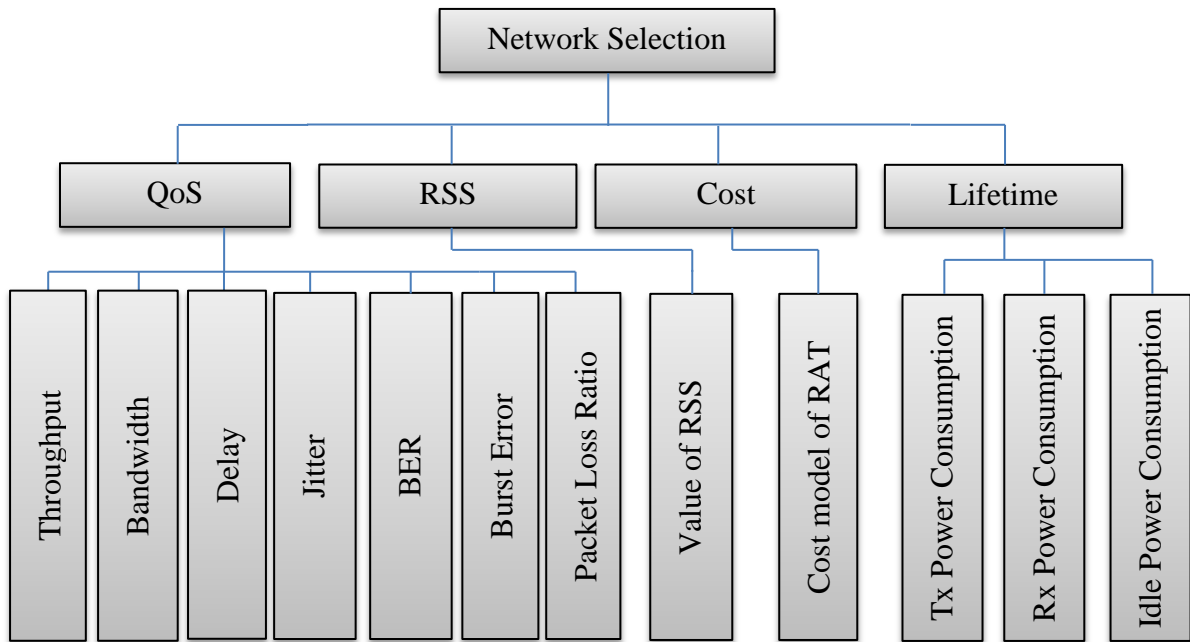 Network Selection
QoS
RSS
Cost
Lifetime
Throughput
Bandwidth
Delay
Jitter
BER
Burst Error
Packet Loss Ratio
Value of RSS
Cost model of RAT
Tx Power Consumption
Rx Power Consumption
Idle Power Consumption